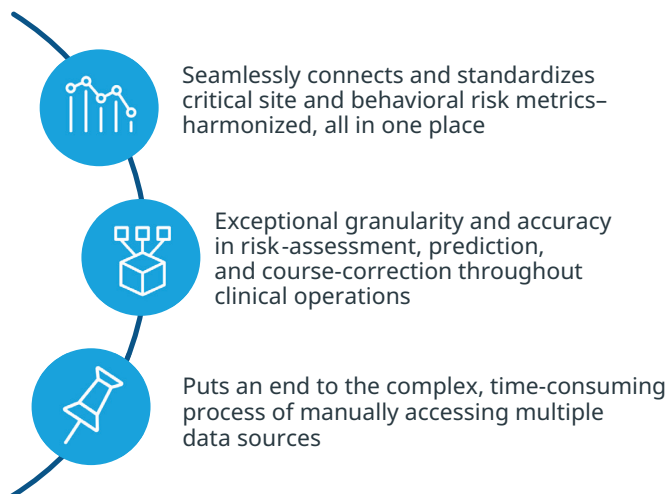 Seamlessly connects and standardizes
critical site and behavioral risk metrics–
harmonized, all in one place
Exceptional granularity and accuracy
in risk-assessment, prediction,
and course-correction throughout
clinical operations
Puts an end to the complex, time-consuming
process of manually accessing multiple
data sources